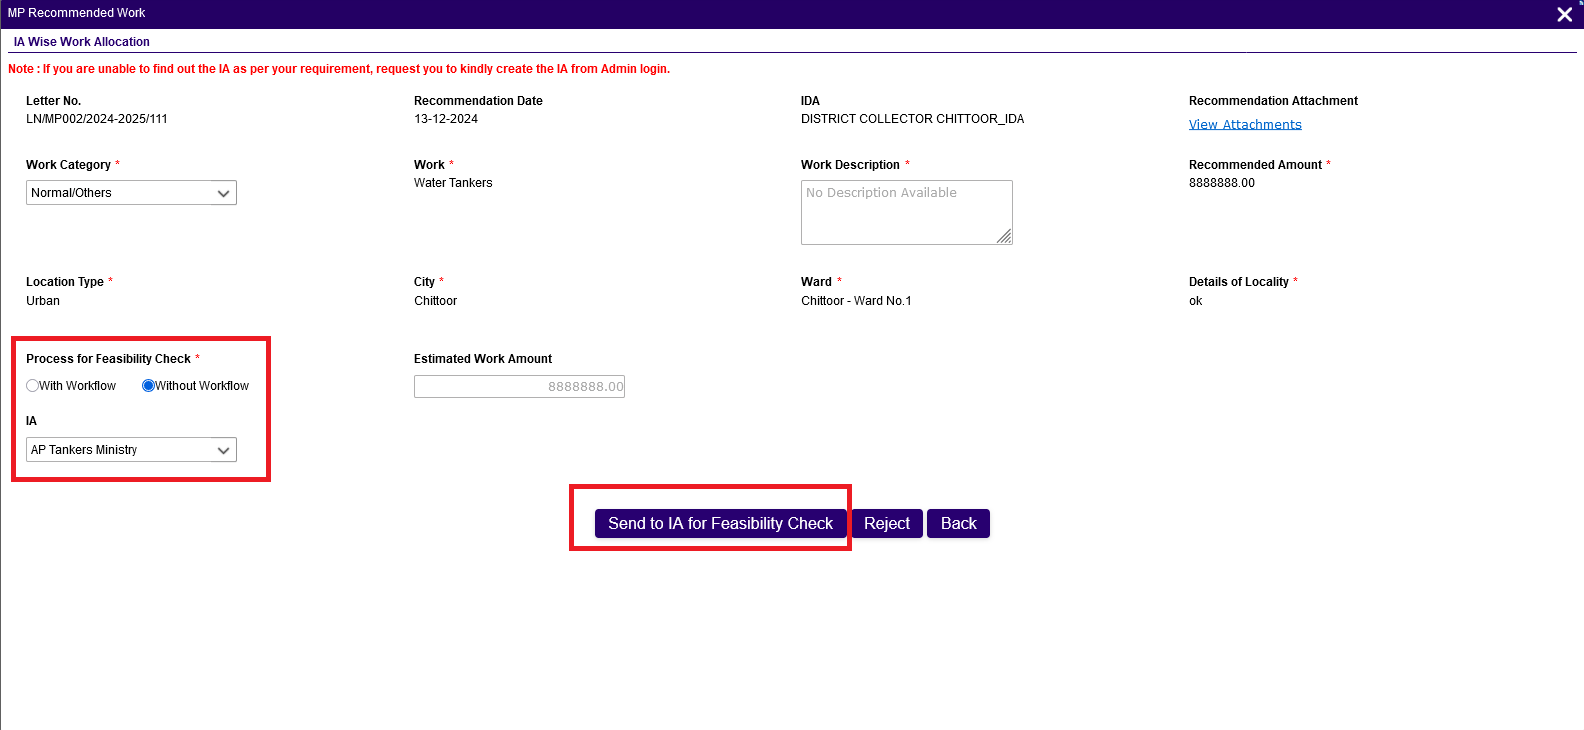 MP Recommended Work
IA Wise Work Allocation
Note : If you are unable to find out the IA as per your requirement, request you to kindly create the IA from Admin login.
Letter No. Recommendation Date IDA Recommendation Attachment
LN/MP002/2024-2025/111 13-12-2024 DISTRICT COLLECTOR CHITTOOR_IDA View Attachments
Work Category * Work * Work Description * Recommended Amount *
Normal/Others Water Tankers No Description Available 8888888.00
Location Type * City * Ward * Details of Locality *
Urban Chittoor Chittoor - Ward No.1 ok
Process for Feasibility Check * Estimated Work Amount
With Workflow Without Workflow 8888888.00
IA
AP Tankers Ministry
Send to IA for Feasibility Check Reject Back